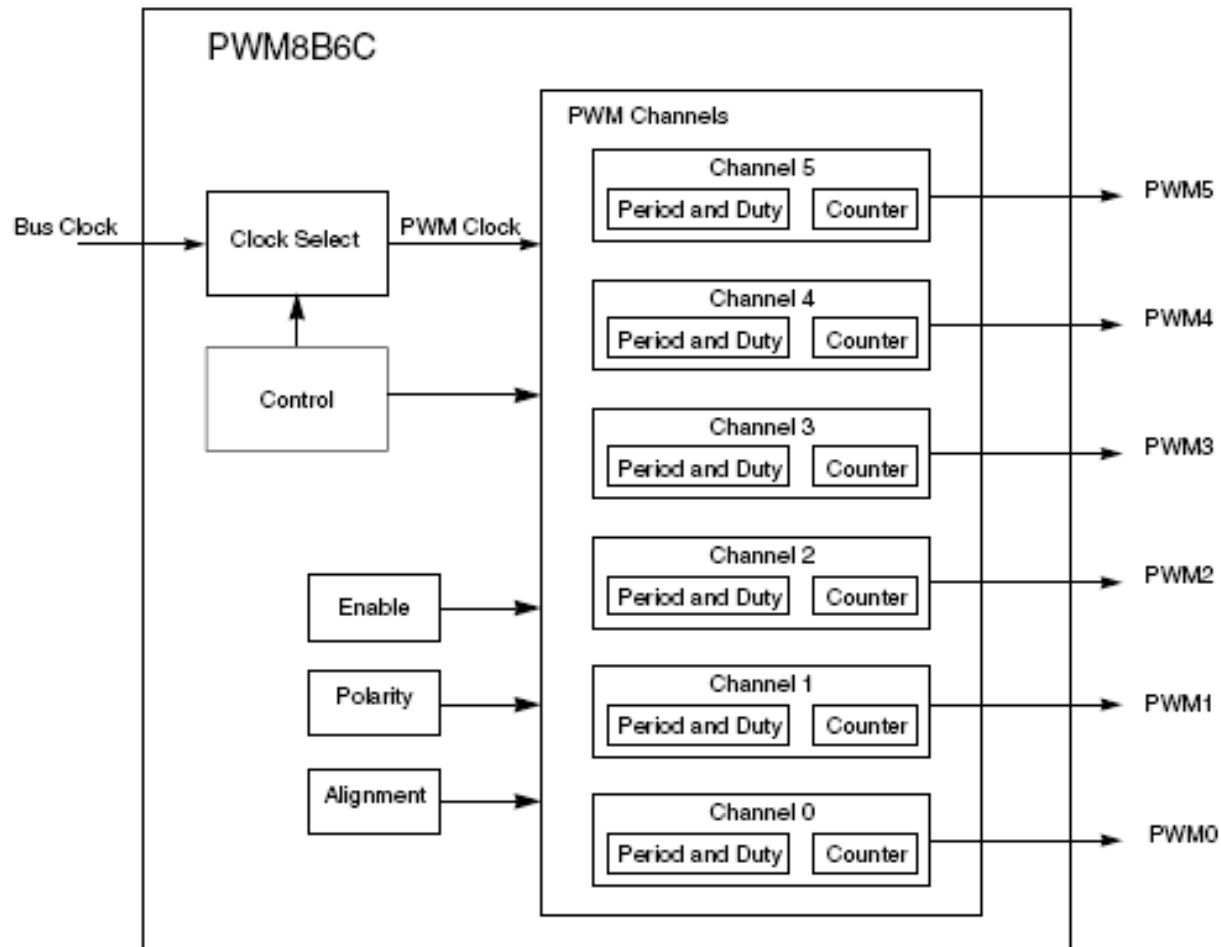 PWM8B6C
PWM Channels
Channel 5
Period and Duty
Counter
PWM5
Bus Clock
Clock Select
PWM Clock
Channel 4
Period and Duty
Counter
PWM4
Control
Channel 3
Period and Duty
Counter
PWM3
Channel 2
Period and Duty
Counter
PWM2
Enable
Channel 1
Period and Duty
Counter
PWM1
Polarity
Alignment
Channel 0
Period and Duty
Counter
PWM0